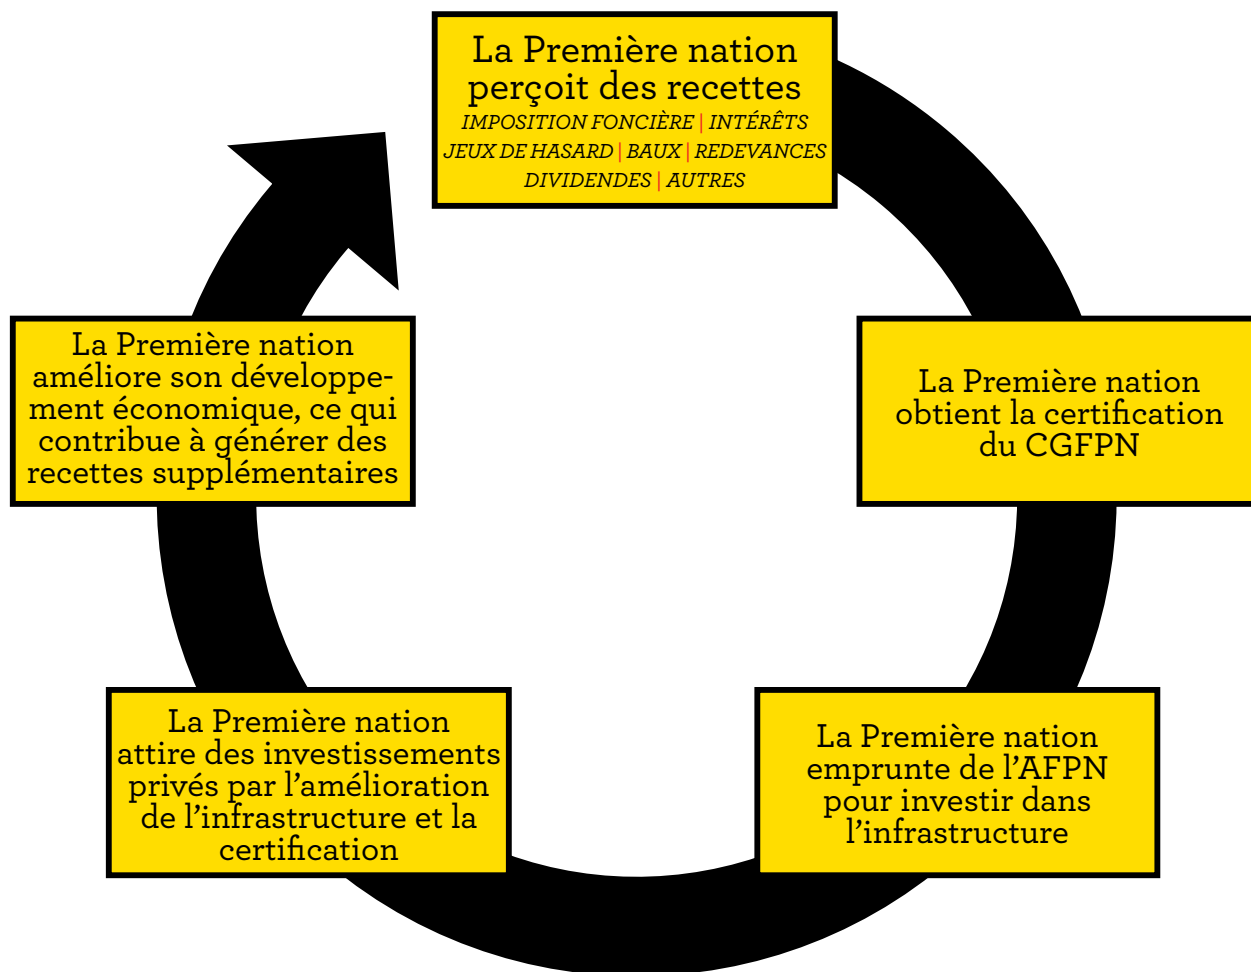 La Première nation
perçoit des recettes
IMPOSITION FONCIÈRE | INTÉRÊTS
JEUX DE HASARD | BAUX | REDEVANCES
DIVIDENDES | AUTRES
La Première nation
obtient la certification
du CGFPN
La Première nation
emprunte de l’AFPN
pour investir dans
l’infrastructure
La Première nation
attire des investissements
privés par l’amélioration
de l’infrastructure et la
certification
La Première nation
améliore son développe-
ment économique, ce qui
contribue à générer des
recettes supplémentaires